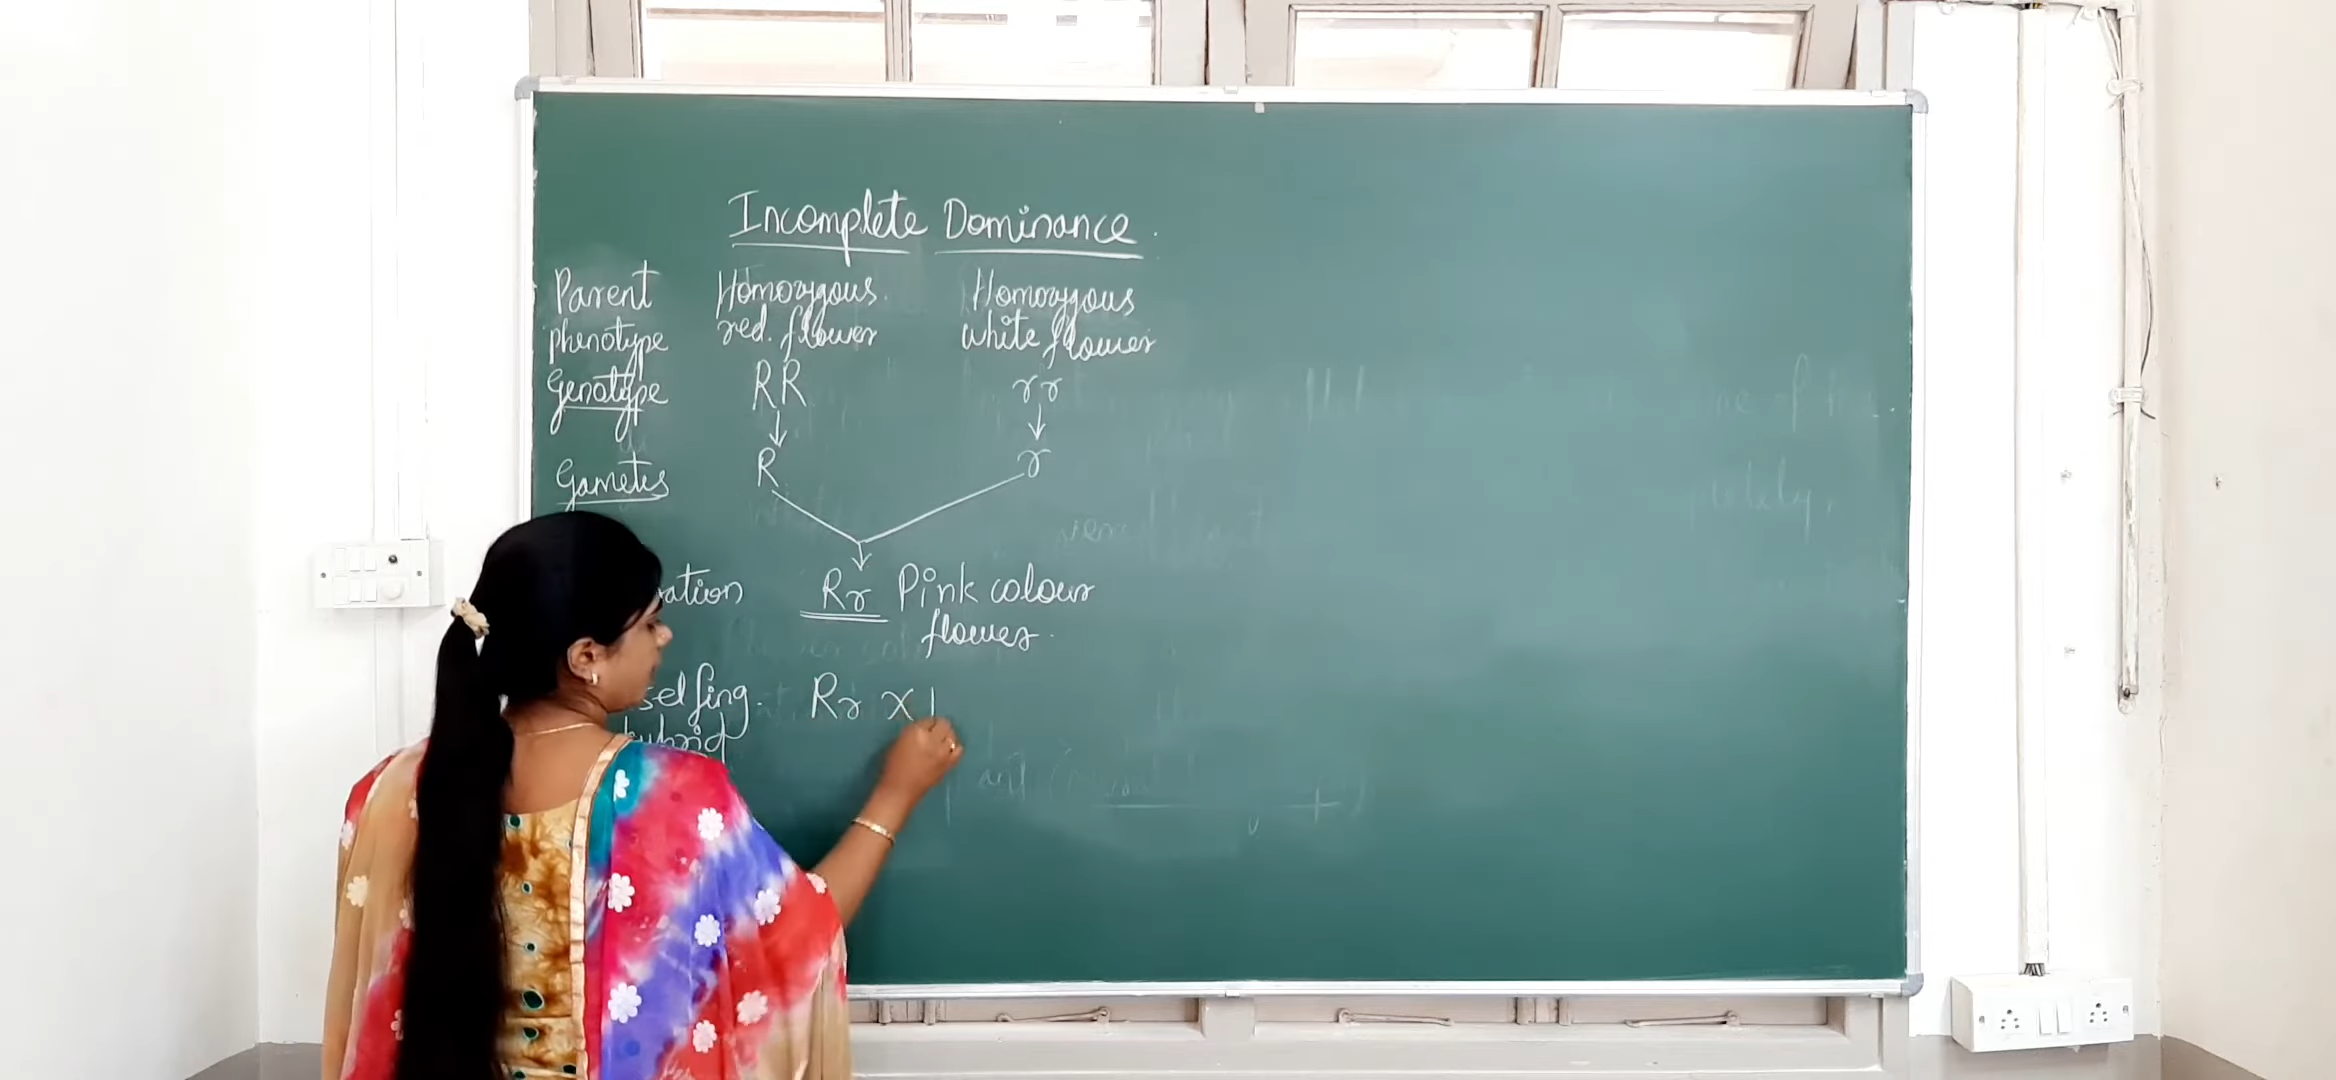 Incomplete Dominance.
Parent Homozygous. Homozygous
phenotype red. flower white flower
Genotype RR rr
Gametes R r
Rr Pink colour
flower.
selfing. Rr X
hybrid